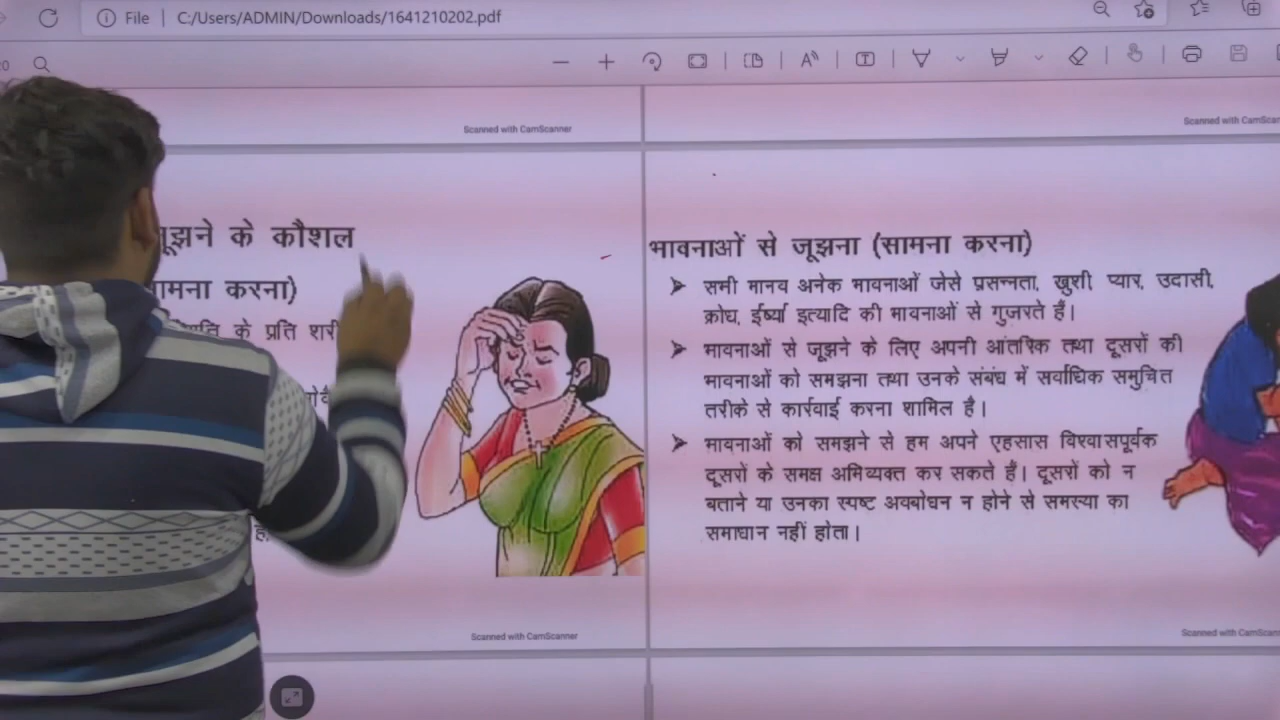 File
C:/Users/ADMIN/Downloads/1641210202.pdf
Scanned with CamScanner
Scanned with
के कौशल
करना)
के प्रति
Scanned with CamScanner
भावनाओं से जूझना (सामना करना)
➤ सभी मानव अनेक भावनाओं जेसे प्रसन्नता, खुशी प्यार, उदासी,
क्रोध, ईर्ष्या इत्यादि की भावनाओं से गुजरते हैं।
➤ भावनाओं से जूझने के लिए अपनी आंतरिक तथा दूसरों की
भावनाओं को समझना तथा उनके संबंध में सर्वाधिक समुचित
तरीके से कार्रवाई करना शामिल है।
➤ भावनाओं को समझने से हम अपने एहसास विश्वासपूर्वक
दूसरों के समक्ष अभिव्यक्त कर सकते हैं। दूसरों को न
बताने या उनका स्पष्ट अवबोधन न होने से समस्या का
समाधान नहीं होता।
Scanned with